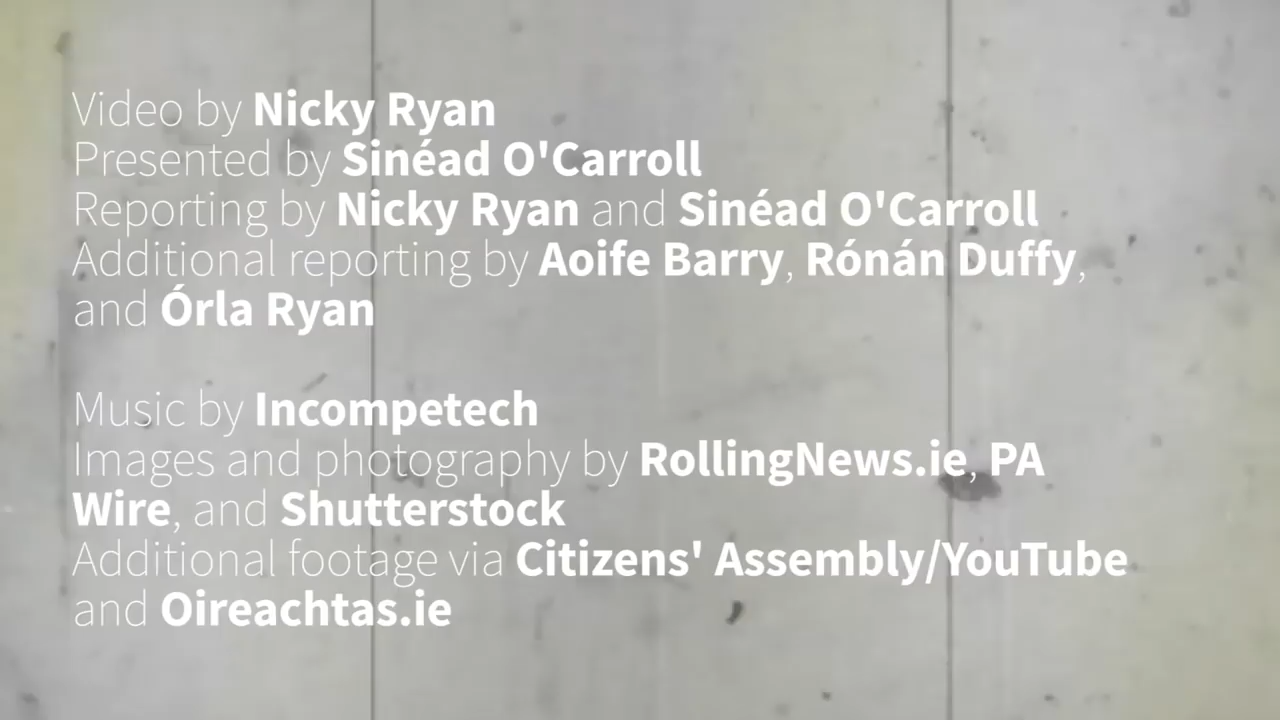 Video by Nicky Ryan
Presented by Sinéad O'Carroll
Reporting by Nicky Ryan and Sinéad O'Carroll
Additional reporting by Aoife Barry, Rónán Duffy,
and Órla Ryan
Music by Incompetech
Images and photography by RollingNews.ie, PA
Wire, and Shutterstock
Additional footage via Citizens' Assembly/YouTube
and Oireachtas.ie